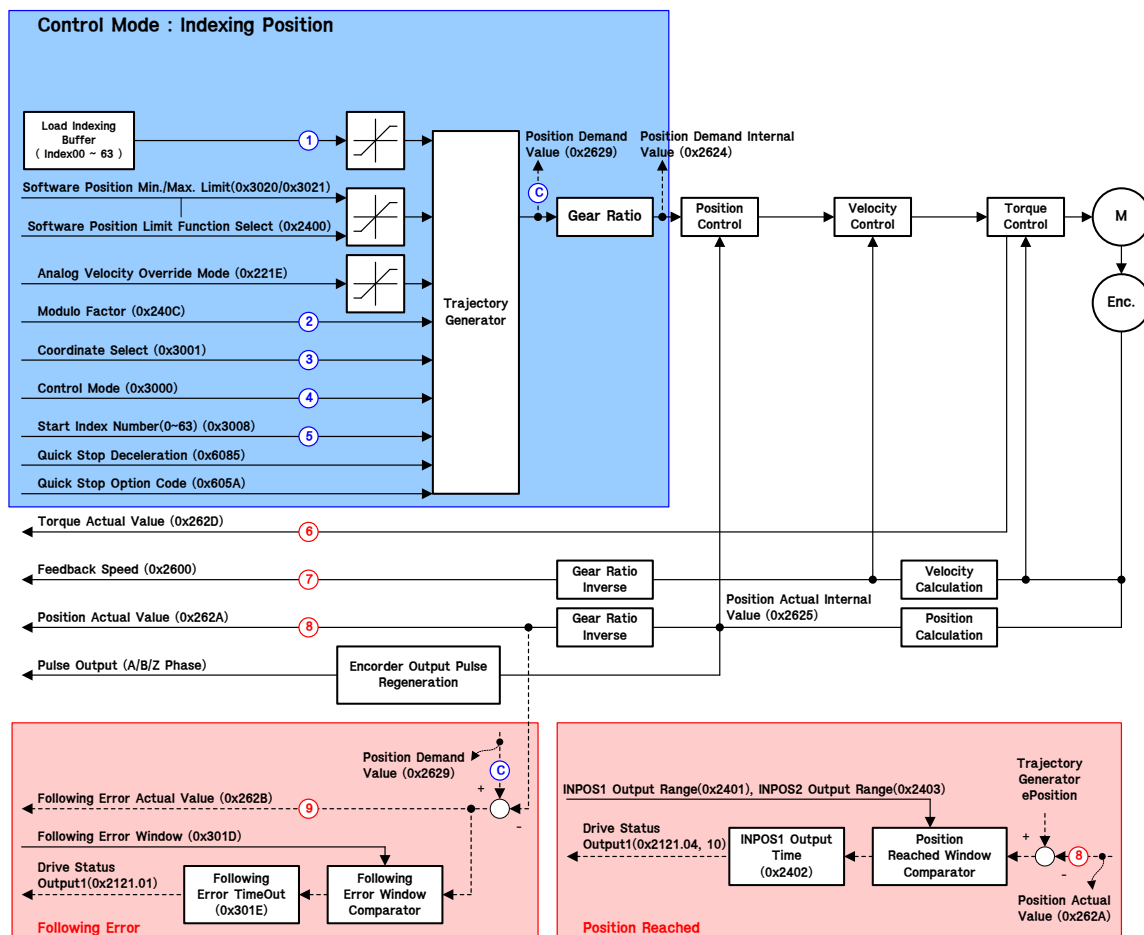 Control Mode : Indexing Position
Load Indexing
Buffer
( Index00 ~ 63 )
1
Position Demand
Value (0x2629)
Position Demand Internal
Value (0x2624)
Software Position Min./Max. Limit(0x3020/0x3021)
C
Software Position Limit Function Select (0x2400)
Gear Ratio
Position
Control
Velocity
Control
Torque
Control
M
Analog Velocity Override Mode (0x221E)
Trajectory
Generator
Enc.
Modulo Factor (0x240C)
2
Coordinate Select (0x3001)
3
Control Mode (0x3000)
4
Start Index Number(0~63) (0x3008)
5
Quick Stop Deceleration (0x6085)
Quick Stop Option Code (0x605A)
Torque Actual Value (0x262D)
6
Feedback Speed (0x2600)
7
Gear Ratio
Inverse
Velocity
Calculation
Position Actual Internal
Value (0x2625)
Position Actual Value (0x262A)
8
Gear Ratio
Inverse
Position
Calculation
Pulse Output (A/B/Z Phase)
Encorder Output Pulse
Regeneration
Position Demand
Value (0x2629)
C
+
-
Following Error Actual Value (0x262B)
9
Following Error Window (0x301D)
Drive Status
Output1(0x2121.01)
Following
Error TimeOut
(0x301E)
Following
Error Window
Comparator
Following Error
Trajectory
Generator
ePosition
INPOS1 Output Range(0x2401), INPOS2 Output Range(0x2403)
Drive Status
Output1(0x2121.04, 10)
INPOS1 Output
Time
(0x2402)
Position
Reached Window
Comparator
+
-
8
Position Actual
Value (0x262A)
Position Reached